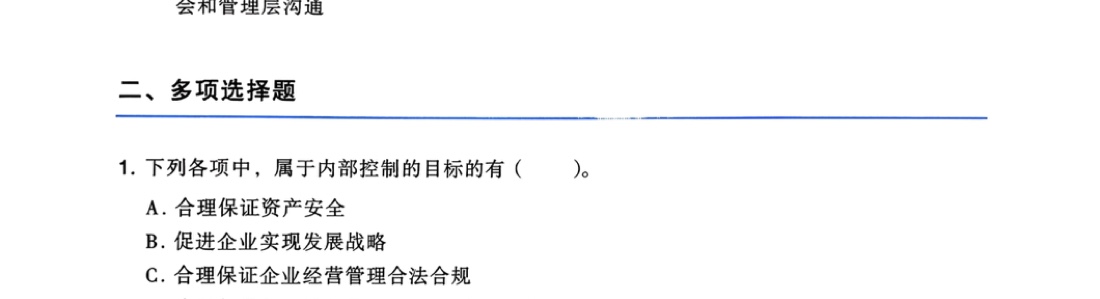 会和管理层沟通
二、多项选择题
1. 下列各项中，属于内部控制的目标的有（  ）。
A. 合理保证资产安全
B. 促进企业实现发展战略
C. 合理保证企业经营管理合法合规